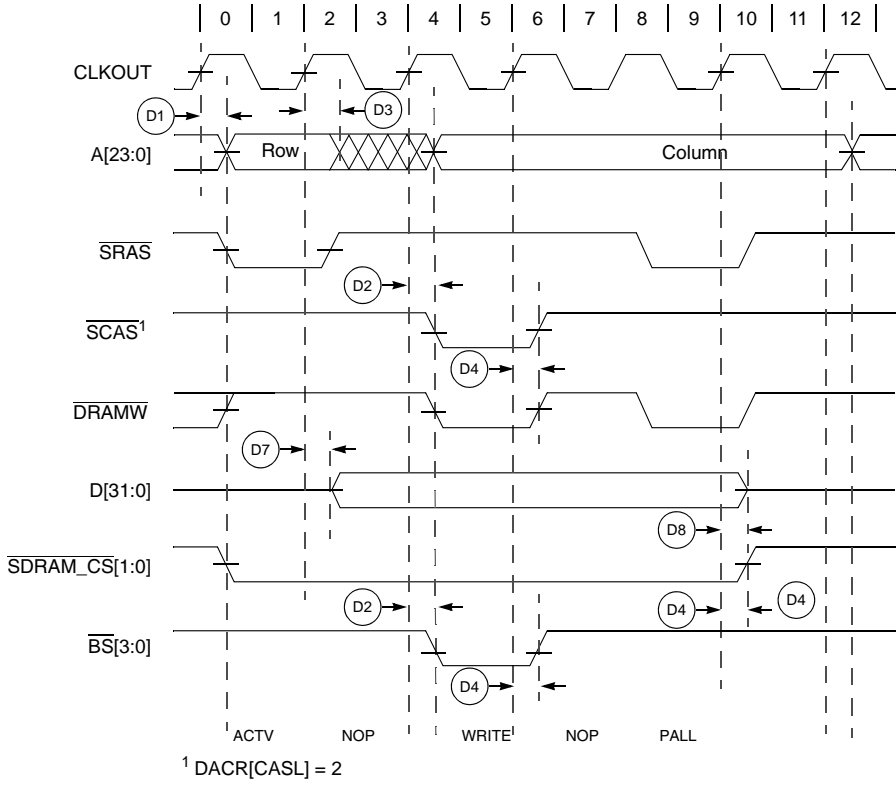 0 1 2 3 4 5 6 7 8 9 10 11 12
CLKOUT
D1
D3
A[23:0]
Row
Column
SRAS
D2
SCAS¹
D4
DRAMW
D7
D[31:0]
D8
SDRAM_CS[1:0]
D2
D4
D4
BS[3:0]
D4
ACTV NOP WRITE NOP PALL
¹ DACR[CASL] = 2